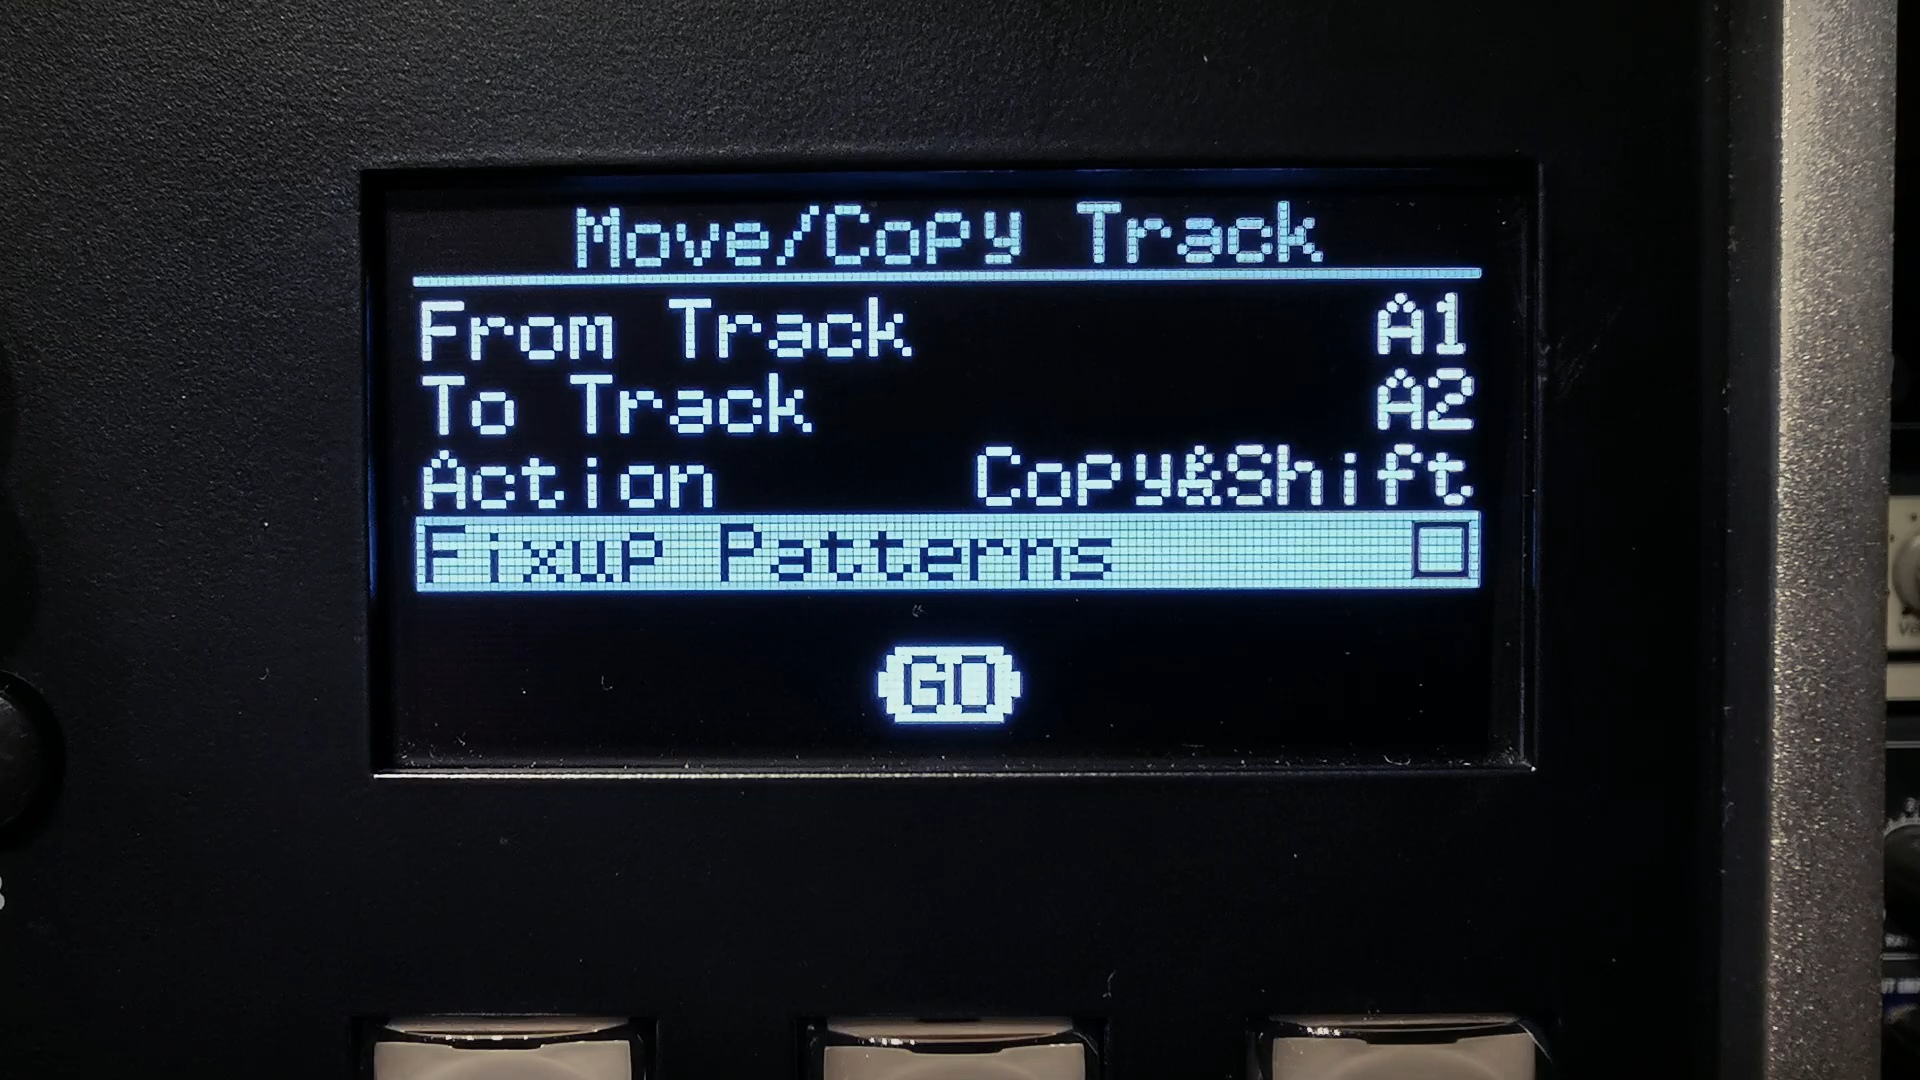 Move/Copy Track
From Track A1
To Track A2
Action Copy&Shift
Fixup Patterns
GO